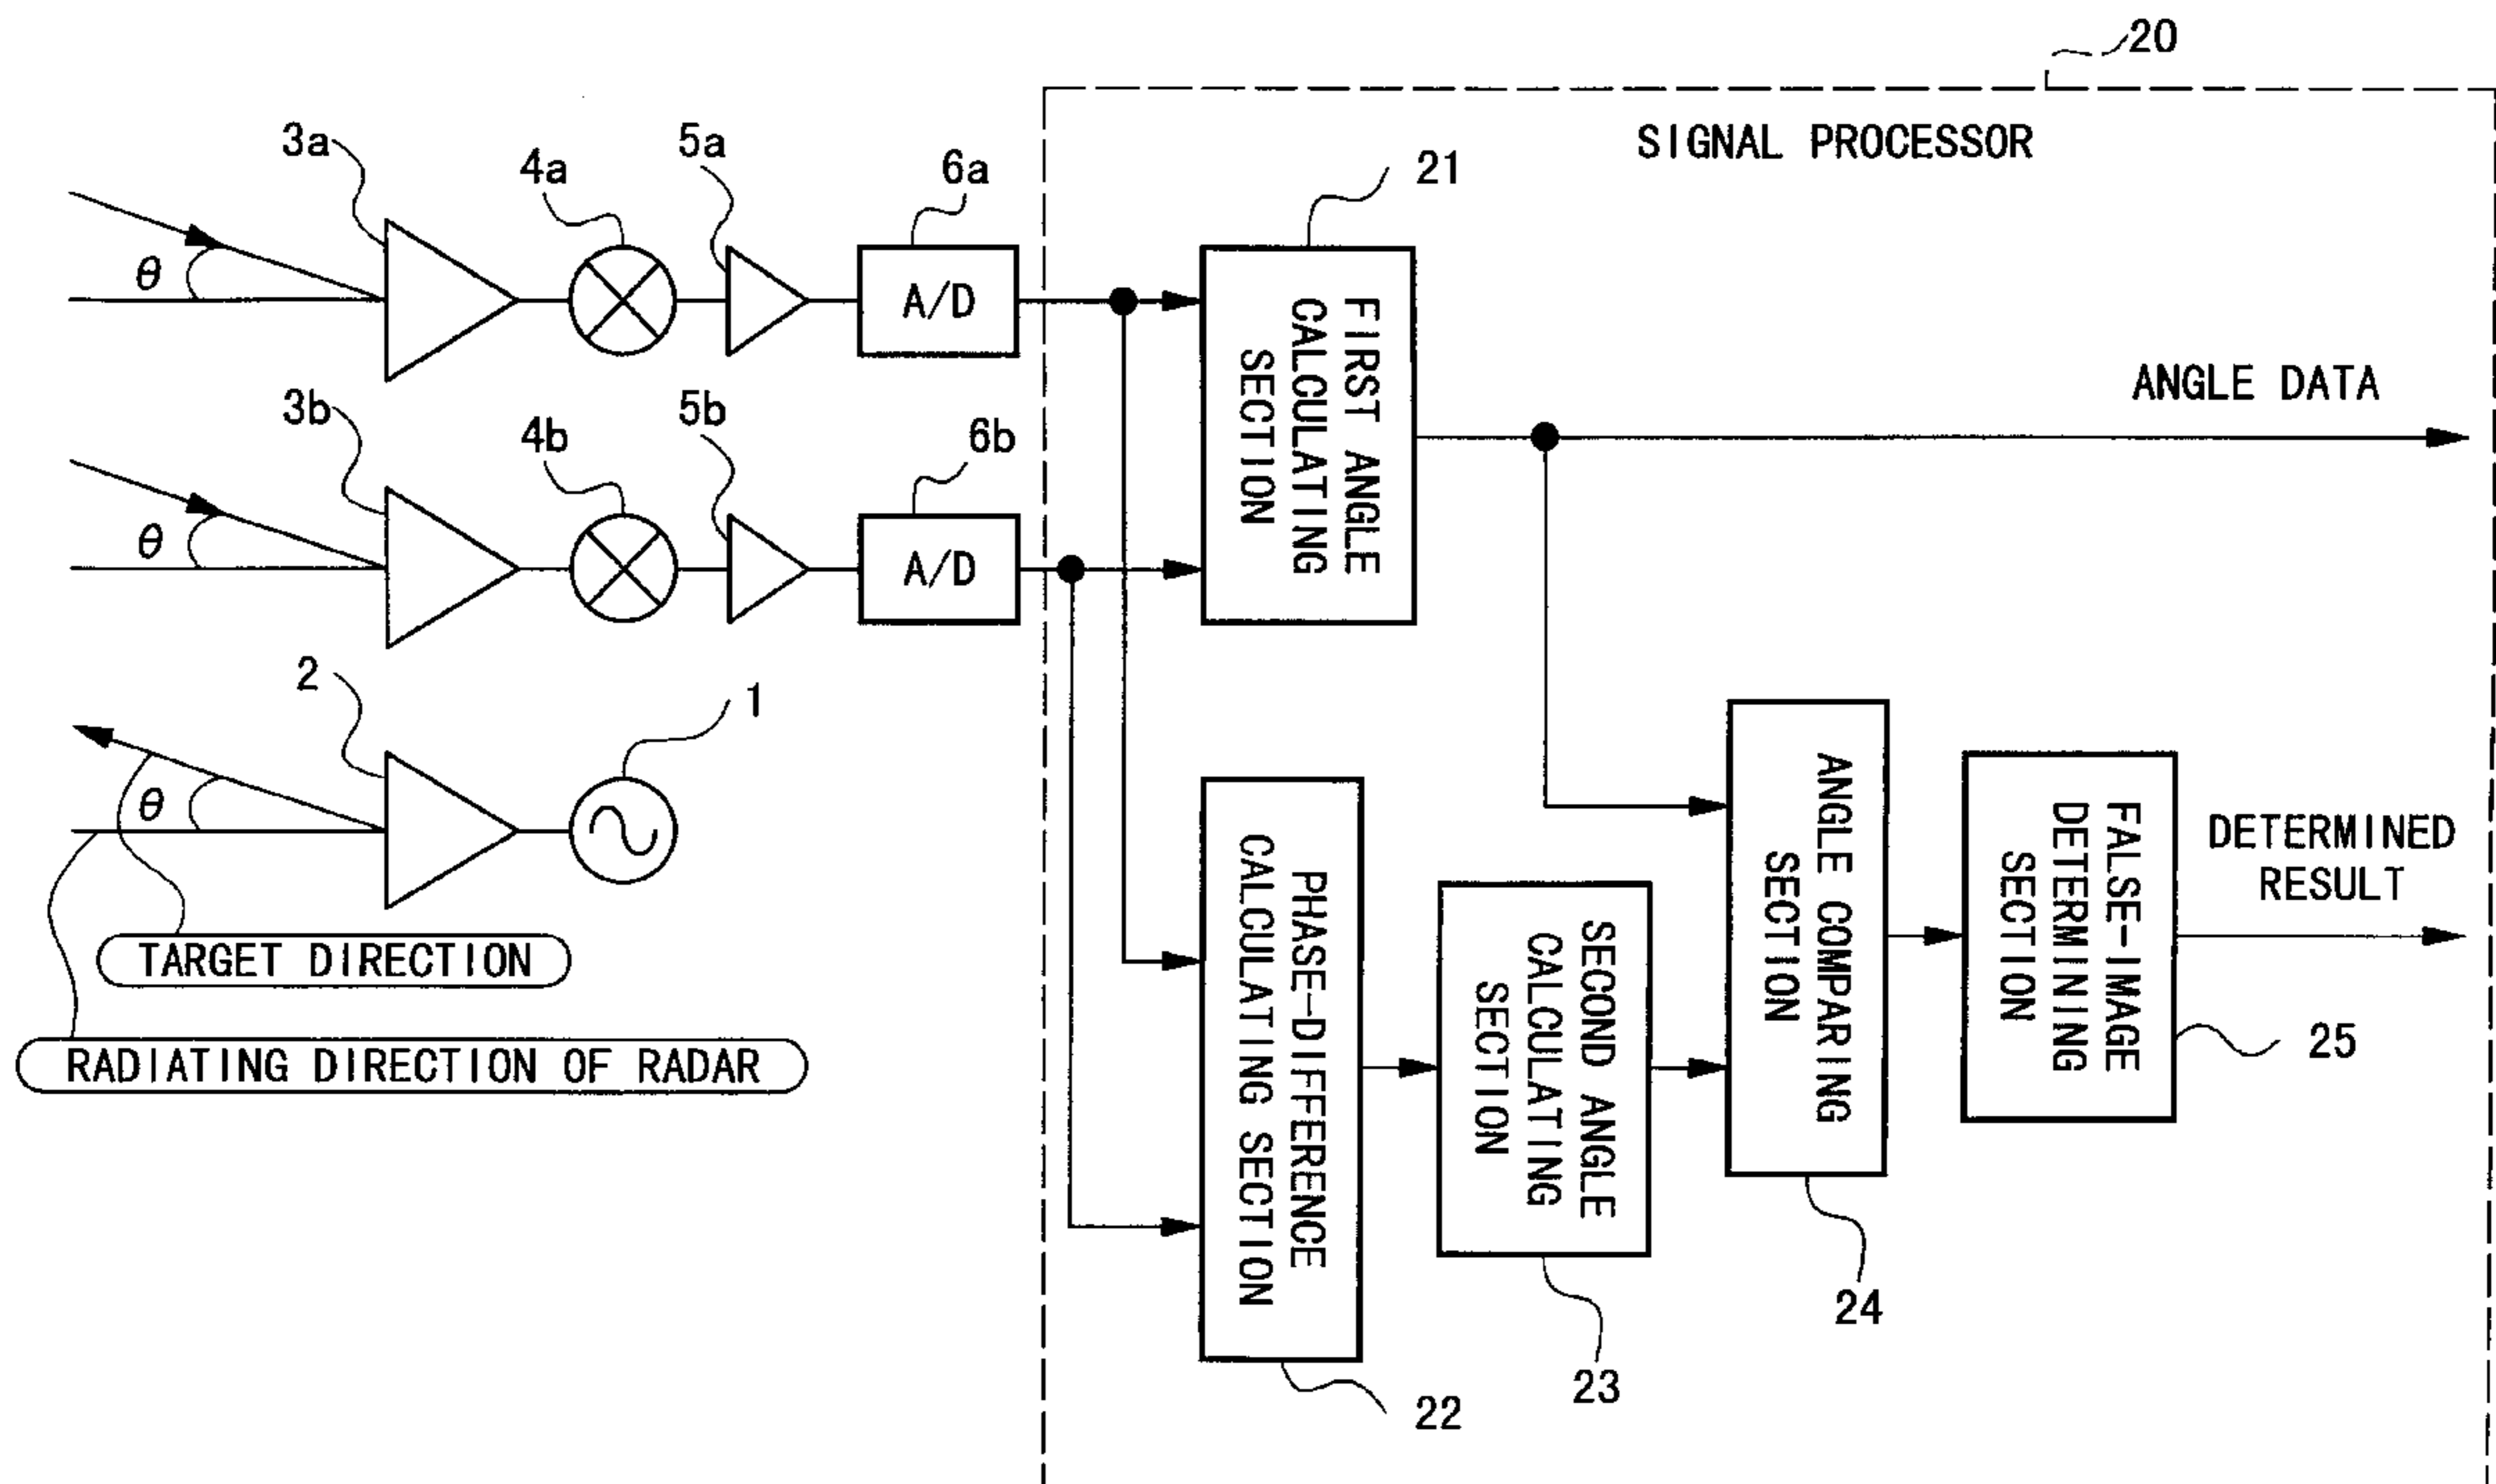 20
SIGNAL PROCESSOR
3a
4a
5a
6a
21
θ
A/D
FIRST ANGLE
CALCULATING
SECTION
ANGLE DATA
3b
4b
5b
6b
θ
A/D
2
1
θ
TARGET DIRECTION
RADIATING DIRECTION OF RADAR
PHASE-DIFFERENCE
CALCULATING SECTION
22
SECOND ANGLE
CALCULATING
SECTION
23
ANGLE COMPARING
SECTION
24
FALSE-IMAGE
DETERMINING
SECTION
25
DETERMINED
RESULT